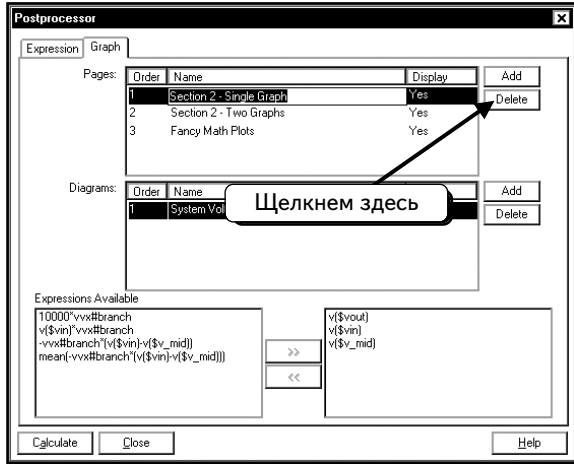 Postprocessor
Expression Graph
Pages: Order Name Display Add
1 Section 2 - Single Graph Yes Delete
2 Section 2 - Two Graphs Yes
3 Fancy Math Plots Yes
Diagrams: Order Name Add
Щелкнем здесь
1 System Vol Delete
Expressions Available
10000*vvx#branch
v($vin)*vvx#branch
-vvx#branch*(v($vin)-v($v_mid))
mean(-vvx#branch*(v($vin)-v($v_mid)))
>>
<<
v($vout)
v($vin)
v($v_mid)
Calculate Close Help